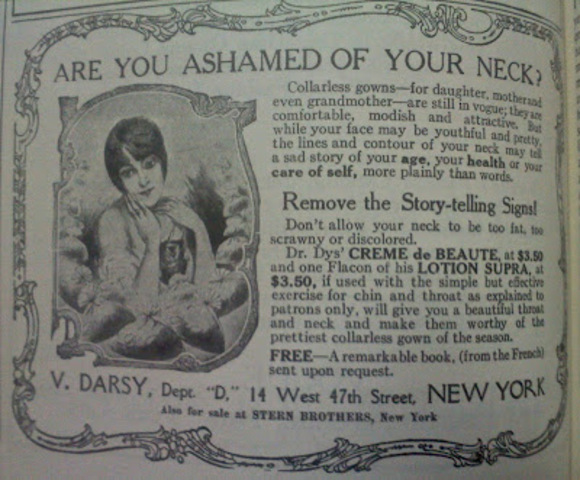 ARE YOU ASHAMED OF YOUR NECK?
Collarless gowns—for daughter, mother and
even grandmother—are still in vogue; they are
comfortable, modish and attractive. But
while your face may be youthful and pretty,
the lines and contour of your neck may tell
a sad story of your age, your health or your
care of self, more plainly than words.
Remove the Story-telling Signs!
Don't allow your neck to be too fat, too
scrawny or discolored.
Dr. Dys' CREME de BEAUTE, at $3.50
and one Flacon of his LOTION SUPRA, at
$3.50, if used with the simple but effective
exercise for chin and throat as explained to
patrons only, will give you a beautiful throat
and neck and make them worthy of the
prettiest collarless gown of the season.
FREE—A remarkable book, (from the French)
sent upon request.
V. DARSY, Dept. "D," 14 West 47th Street, NEW YORK
Also for sale at STERN BROTHERS, New York